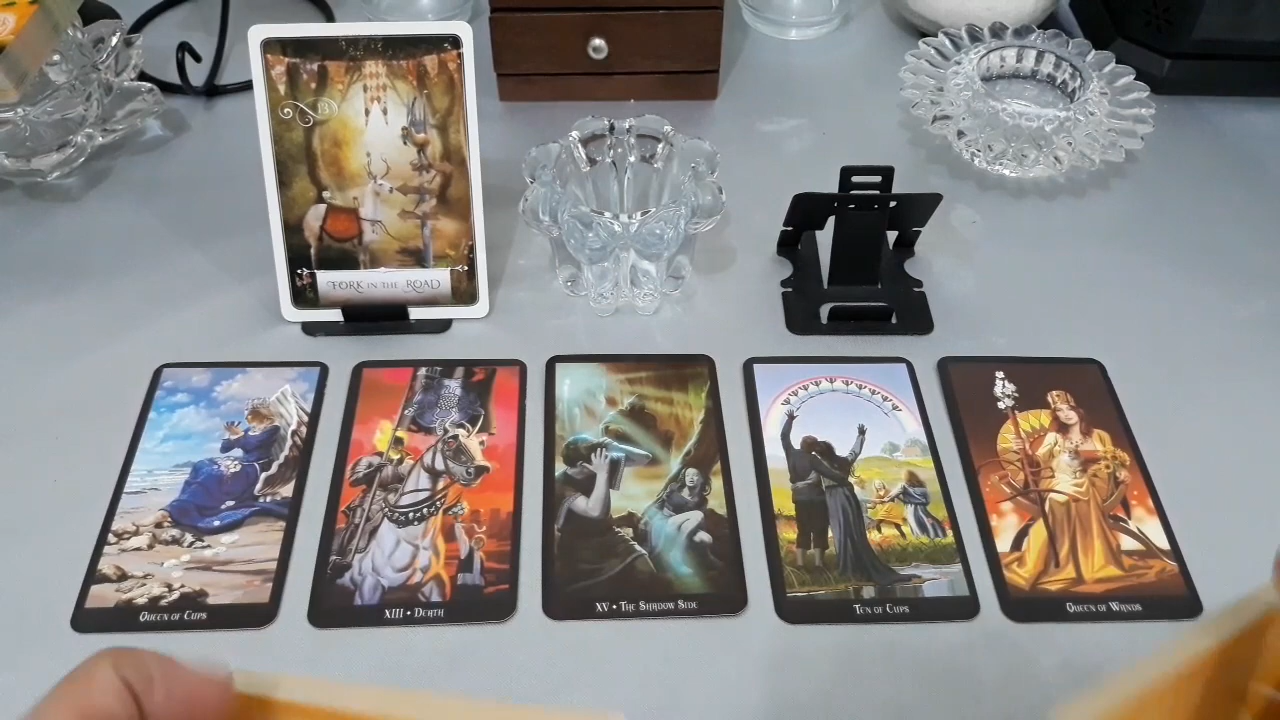 13
FORK IN THE ROAD
QUEEN OF CUPS
XIII • DEATH
XV • THE SHADOW SIDE
TEN OF CUPS
QUEEN OF WANDS